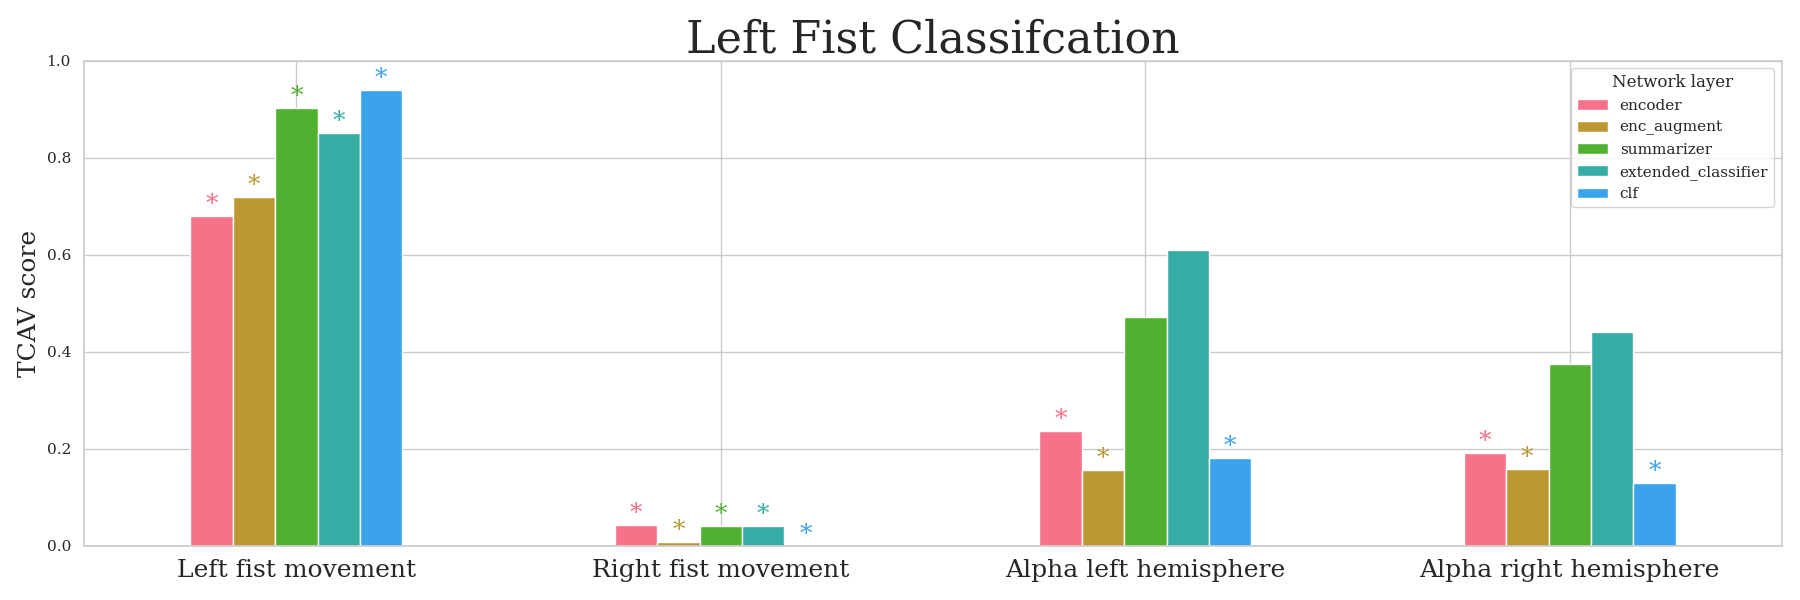 Left Fist Classifcation
TCAV score
1.0
0.8
0.6
0.4
0.2
0.0
* * * * *
* * * * *
* * *
* * *
Left fist movement
Right fist movement
Alpha left hemisphere
Alpha right hemisphere
Network layer
encoder
enc_augment
summarizer
extended_classifier
clf